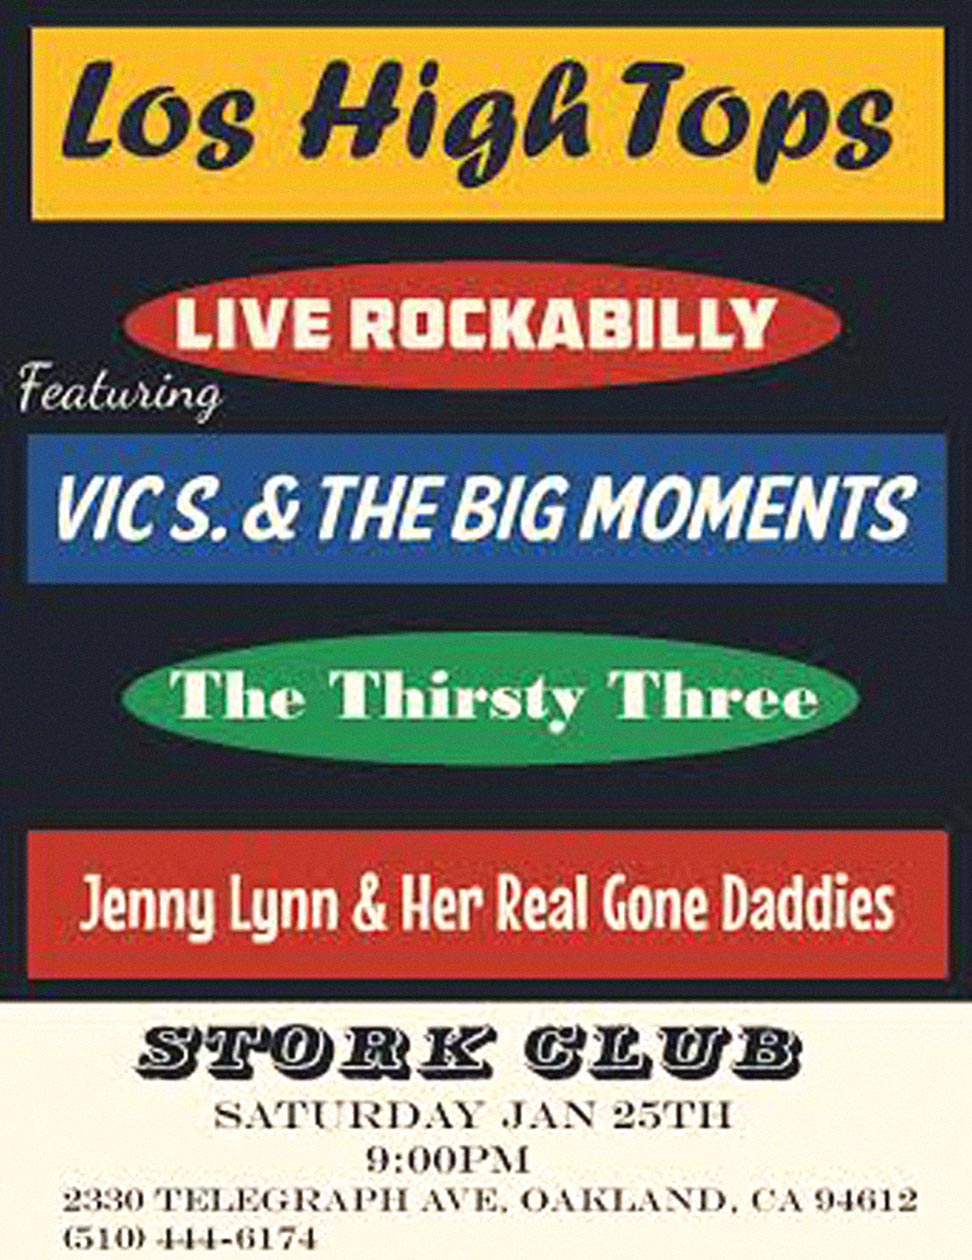 Los High Tops
LIVE ROCKABILLY
Featuring
VIC S. & THE BIG MOMENTS
The Thirsty Three
Jenny Lynn & Her Real Gone Daddies
STORK CLUB
SATURDAY JAN 25TH
9:00PM
2330 TELEGRAPH AVE, OAKLAND, CA 94612
(510) 444-6174